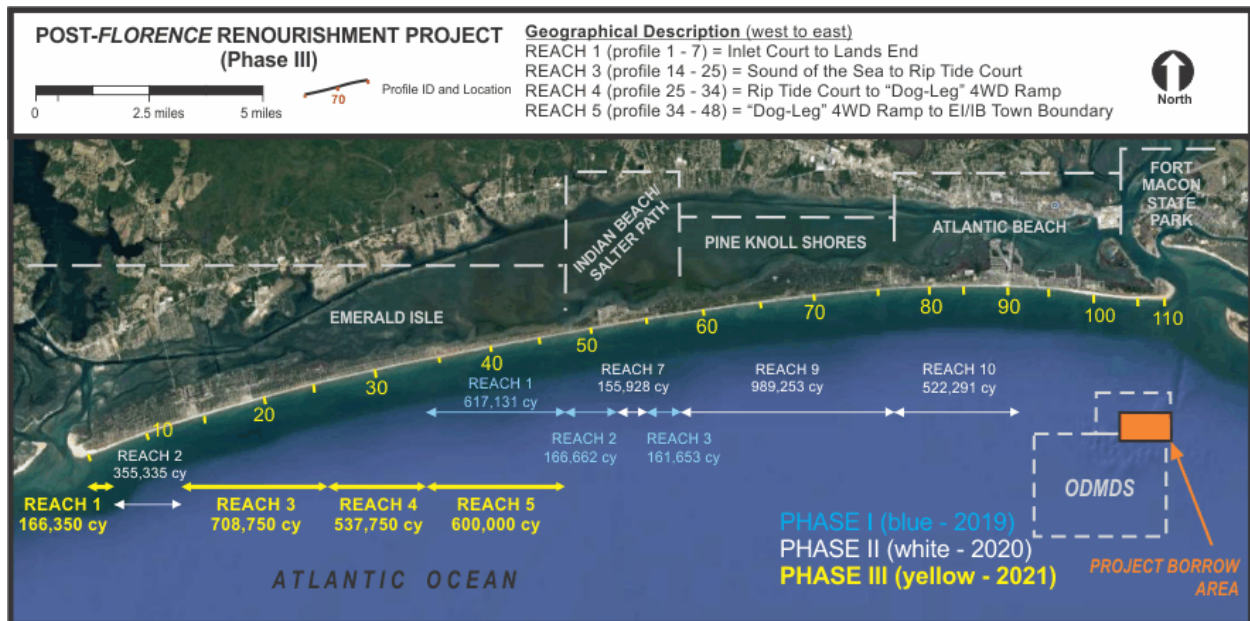 POST-FLORENCE RENOURISHMENT PROJECT
(Phase III)
0 2.5 miles 5 miles
70
Profile ID and Location
Geographical Description (west to east)
REACH 1 (profile 1 - 7) = Inlet Court to Lands End
REACH 3 (profile 14 - 25) = Sound of the Sea to Rip Tide Court
REACH 4 (profile 25 - 34) = Rip Tide Court to “Dog-Leg” 4WD Ramp
REACH 5 (profile 34 - 48) = “Dog-Leg” 4WD Ramp to EI/IB Town Boundary
North
EMERALD ISLE
INDIAN BEACH/
SALTER PATH
PINE KNOLL SHORES
ATLANTIC BEACH
FORT
MACON
STATE
PARK
10
20
30
40
50
60
70
80
90
100
110
REACH 2
355,335 cy
REACH 1
617,131 cy
REACH 2
166,662 cy
REACH 7
155,928 cy
REACH 3
161,653 cy
REACH 9
989,253 cy
REACH 10
522,291 cy
REACH 1
166,350 cy
REACH 3
708,750 cy
REACH 4
537,750 cy
REACH 5
600,000 cy
ODMDS
PHASE I (blue - 2019)
PHASE II (white - 2020)
PHASE III (yellow - 2021)
PROJECT BORROW
AREA
ATLANTIC OCEAN